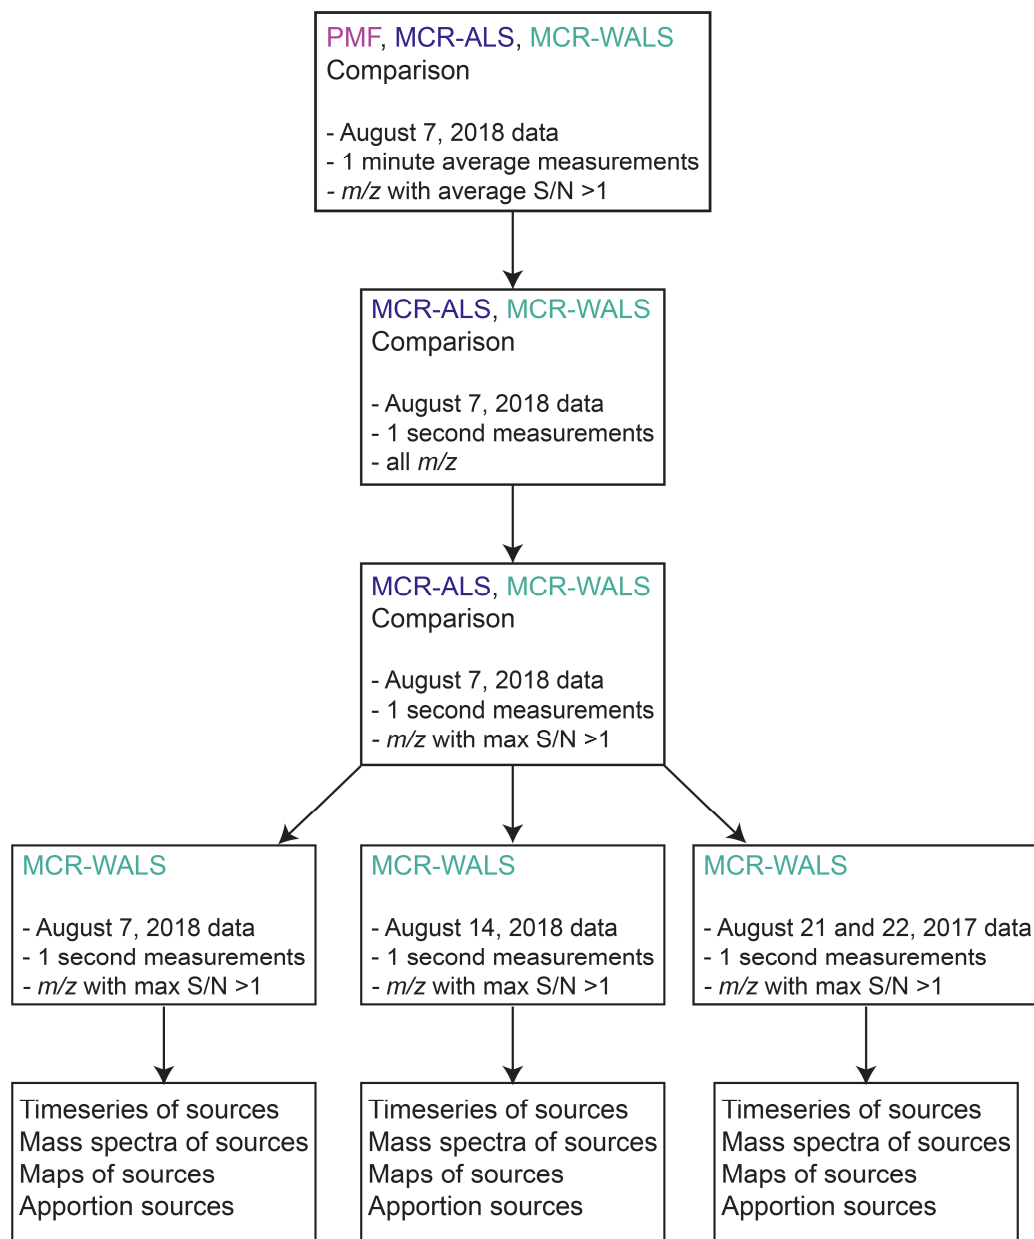 PMF, MCR-ALS, MCR-WALS
Comparison
- August 7, 2018 data
- 1 minute average measurements
- m/z with average S/N >1
MCR-ALS, MCR-WALS
Comparison
- August 7, 2018 data
- 1 second measurements
- all m/z
MCR-ALS, MCR-WALS
Comparison
- August 7, 2018 data
- 1 second measurements
- m/z with max S/N >1
MCR-WALS
- August 7, 2018 data
- 1 second measurements
- m/z with max S/N >1
MCR-WALS
- August 14, 2018 data
- 1 second measurements
- m/z with max S/N >1
MCR-WALS
- August 21 and 22, 2017 data
- 1 second measurements
- m/z with max S/N >1
Timeseries of sources
Mass spectra of sources
Maps of sources
Apportion sources
Timeseries of sources
Mass spectra of sources
Maps of sources
Apportion sources
Timeseries of sources
Mass spectra of sources
Maps of sources
Apportion sources